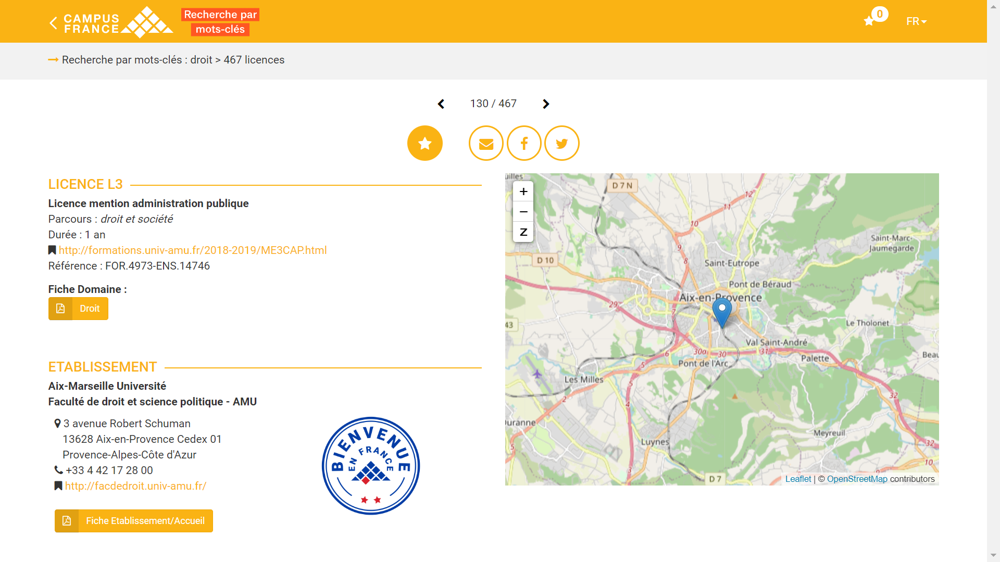 CAMPUS
FRANCE
Recherche par
mots-clés
0
FR
Recherche par mots-clés : droit > 467 licences
130 / 467
LICENCE L3
Licence mention administration publique
Parcours : droit et société
Durée : 1 an
http://formations.univ-amu.fr/2018-2019/ME3CAP.html
Référence : FOR.4973-ENS.14746
Fiche Domaine :
Droit
ETABLISSEMENT
Aix-Marseille Université
Faculté de droit et science politique - AMU
3 avenue Robert Schuman
13628 Aix-en-Provence Cedex 01
Provence-Alpes-Côte d'Azur
+33 4 42 17 28 00
http://facdedroit.univ-amu.fr/
Fiche Etablissement/Accueil
BIENVENUE
EN FRANCE
uilles
+
−
Z
D 7 N
12
11
10
9
8
D 10
Saint-Marc-
Jaumegarde
Saint-Eutrope
Pont de Béraud
Aix-en-Provence
29
7
43
Le Tholonet
Val Saint-André
6
30a
30
31
Palette
Beau
Pont de l'Arc
5
Les Milles
5
2
4
32
Duranne
Meyreuil
Luynes
32
5
3
10
9
3
D 7
Leaflet | © OpenStreetMap contributors